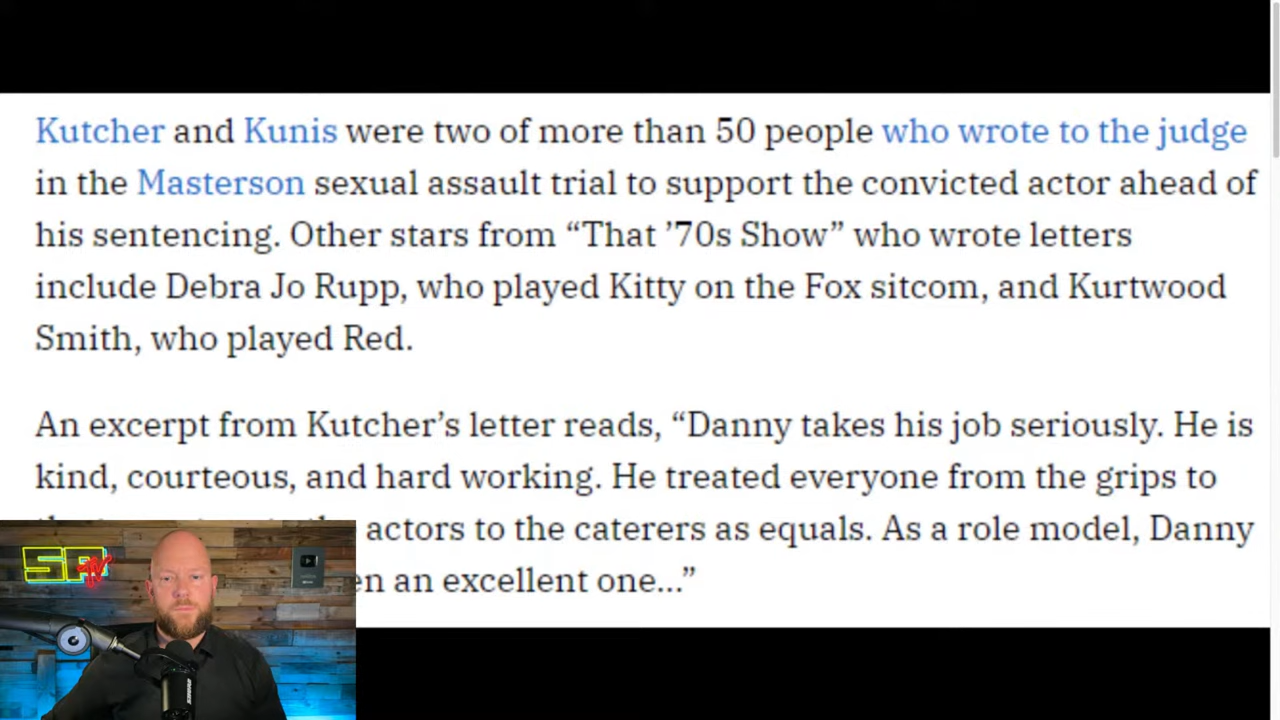 Kutcher and Kunis were two of more than 50 people who wrote to the judge
in the Masterson sexual assault trial to support the convicted actor ahead of
his sentencing. Other stars from “That ’70s Show” who wrote letters
include Debra Jo Rupp, who played Kitty on the Fox sitcom, and Kurtwood
Smith, who played Red.
An excerpt from Kutcher’s letter reads, “Danny takes his job seriously. He is
kind, courteous, and hard working. He treated everyone from the grips to
actors to the caterers as equals. As a role model, Danny
an excellent one…”
TV